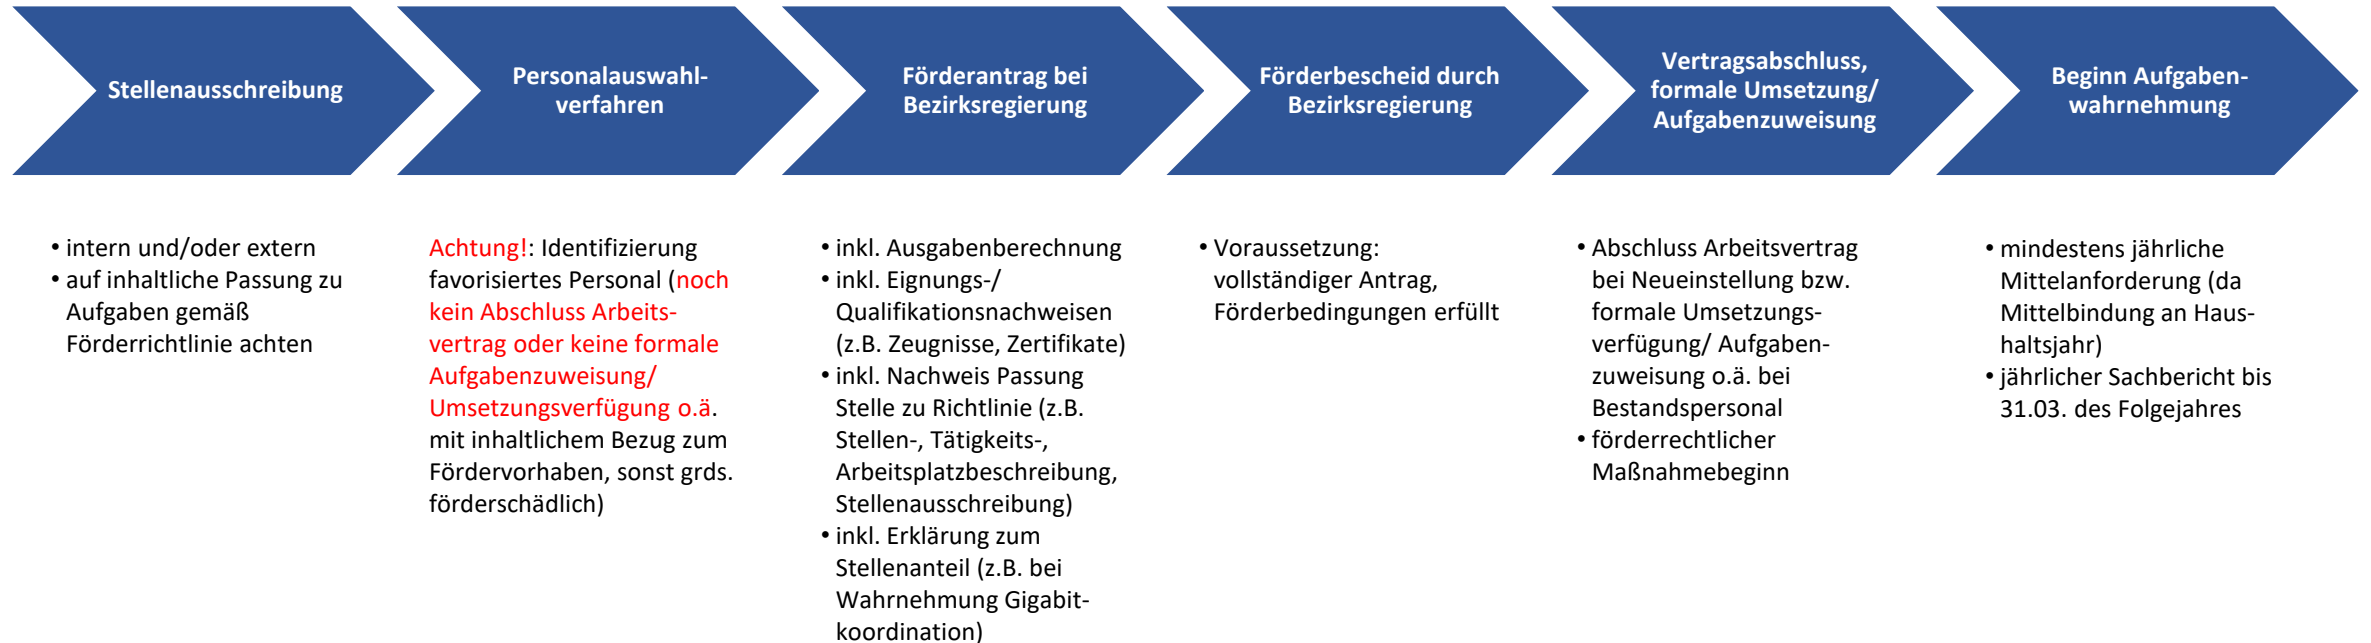 Stellenausschreibung
Personalauswahl-
verfahren
Förderantrag bei
Bezirksregierung
Förderbescheid durch
Bezirksregierung
Vertragsabschluss,
formale Umsetzung/
Aufgabenzuweisung
Beginn Aufgaben-
wahrnehmung
• intern und/oder extern
• auf inhaltliche Passung zu
Aufgaben gemäß
Förderrichtlinie achten
Achtung!: Identifizierung
favorisiertes Personal (noch
kein Abschluss Arbeits-
vertrag oder keine formale
Aufgabenzuweisung/
Umsetzungsverfügung o.ä.
mit inhaltlichem Bezug zum
Fördervorhaben, sonst grds.
förderschädlich)
• inkl. Ausgabenberechnung
• inkl. Eignungs-/
Qualifikationsnachweisen
(z.B. Zeugnisse, Zertifikate)
• inkl. Nachweis Passung
Stelle zu Richtlinie (z.B.
Stellen-, Tätigkeits-,
Arbeitsplatzbeschreibung,
Stellenausschreibung)
• inkl. Erklärung zum
Stellenanteil (z.B. bei
Wahrnehmung Gigabit-
koordination)
• Voraussetzung:
vollständiger Antrag,
Förderbedingungen erfüllt
• Abschluss Arbeitsvertrag
bei Neueinstellung bzw.
formale Umsetzungs-
verfügung/ Aufgaben-
zuweisung o.ä. bei
Bestandspersonal
• förderrechtlicher
Maßnahmebeginn
• mindestens jährliche
Mittelanforderung (da
Mittelbindung an Haus-
haltsjahr)
• jährlicher Sachbericht bis
31.03. des Folgejahres